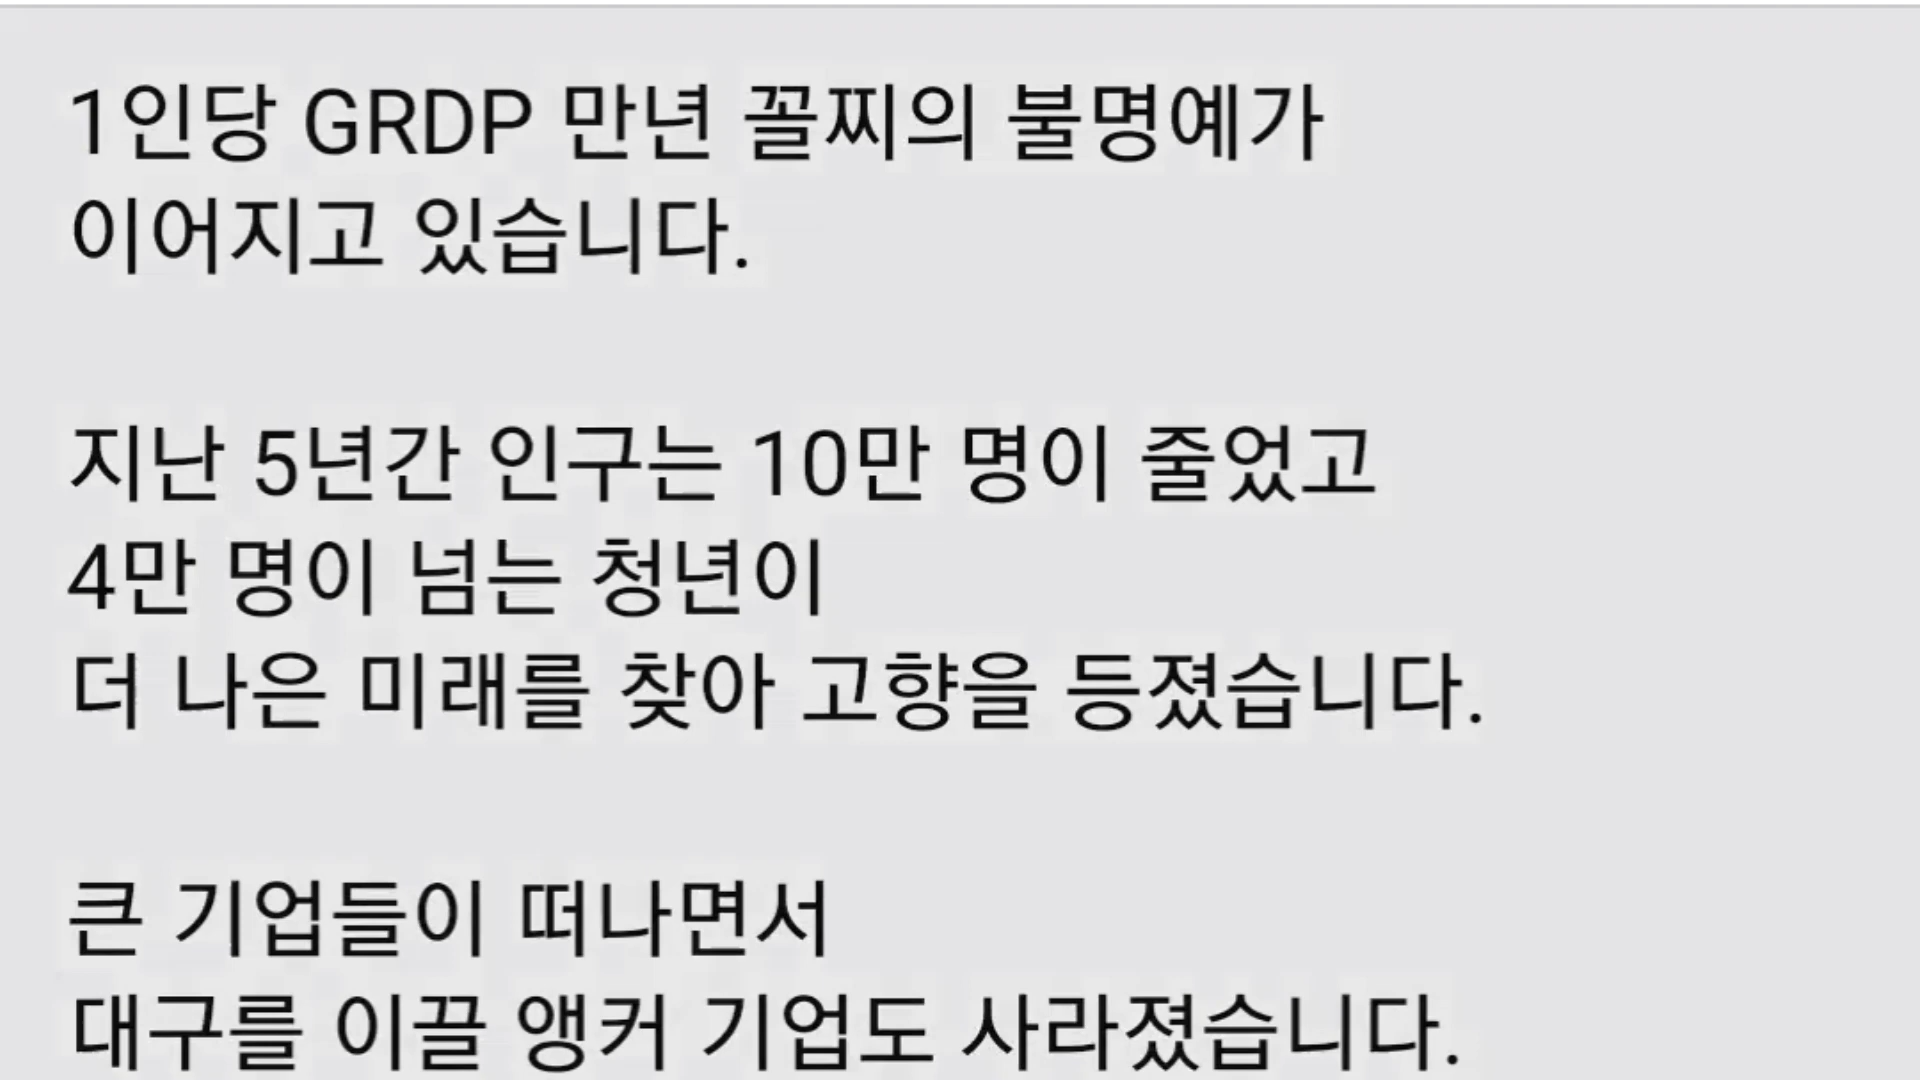 1인당 GRDP 만년 꼴찌의 불명예가
이어지고 있습니다.
지난 5년간 인구는 10만 명이 줄었고
4만 명이 넘는 청년이
더 나은 미래를 찾아 고향을 등졌습니다.
큰 기업들이 떠나면서
대구를 이끌 앵커 기업도 사라졌습니다.